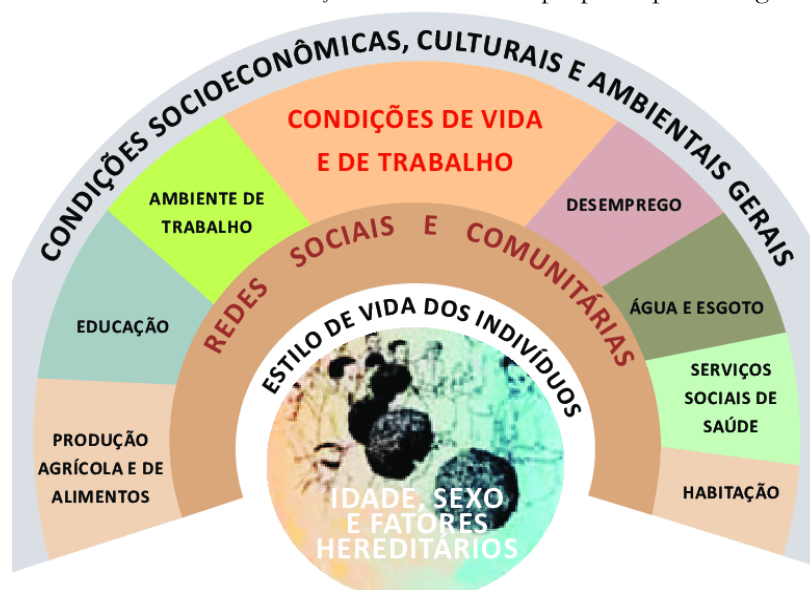 CONDIÇÕES SOCIOECONÔMICAS, CULTURAIS E AMBIENTAIS GERAIS
CONDIÇÕES DE VIDA
E DE TRABALHO
AMBIENTE DE
TRABALHO
DESEMPREGO
REDES SOCIAIS E COMUNITÁRIAS
EDUCAÇÃO
ÁGUA E ESGOTO
ESTILO DE VIDA DOS INDIVÍDUOS
SERVIÇOS
SOCIAIS DE
SAÚDE
PRODUÇÃO
AGRÍCOLA E DE
ALIMENTOS
HABITAÇÃO
IDADE, SEXO
E FATORES
HEREDITÁRIOS